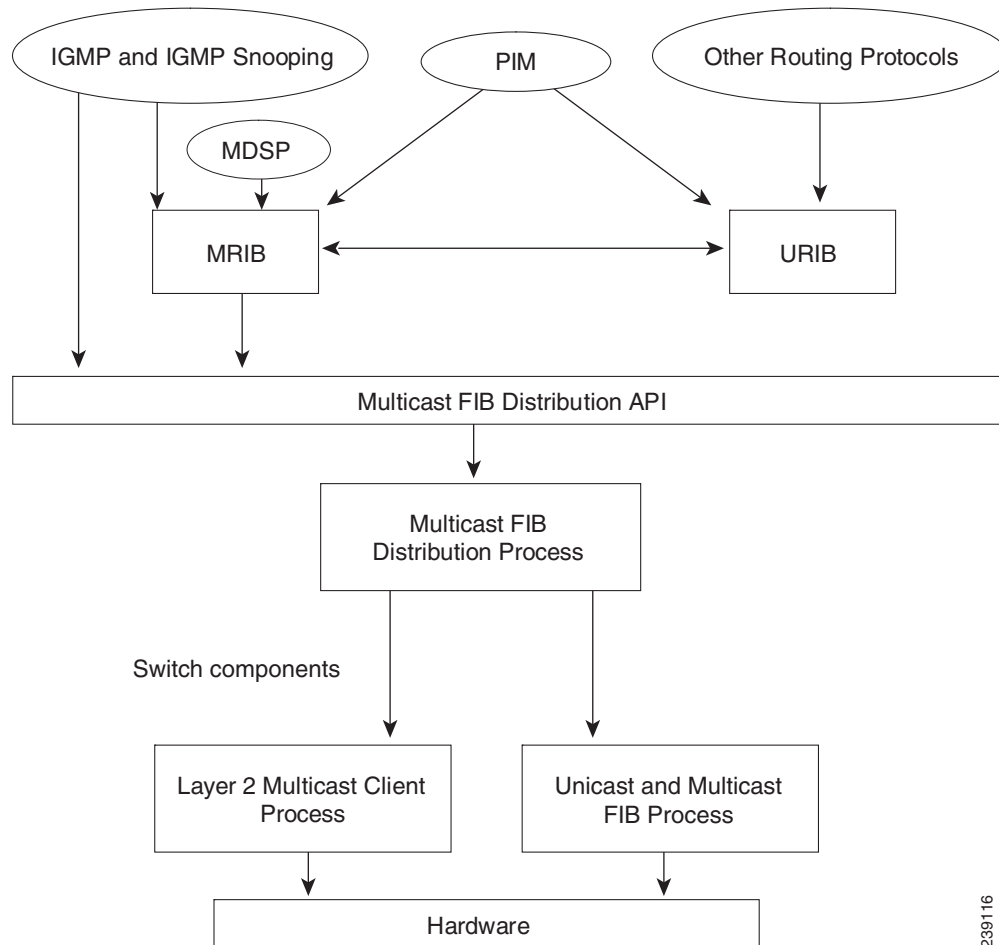 IGMP and IGMP Snooping
PIM
Other Routing Protocols
MDSP
MRIB
URIB
Multicast FIB Distribution API
Multicast FIB
Distribution Process
Switch components
Layer 2 Multicast Client
Process
Unicast and Multicast
FIB Process
Hardware
239116